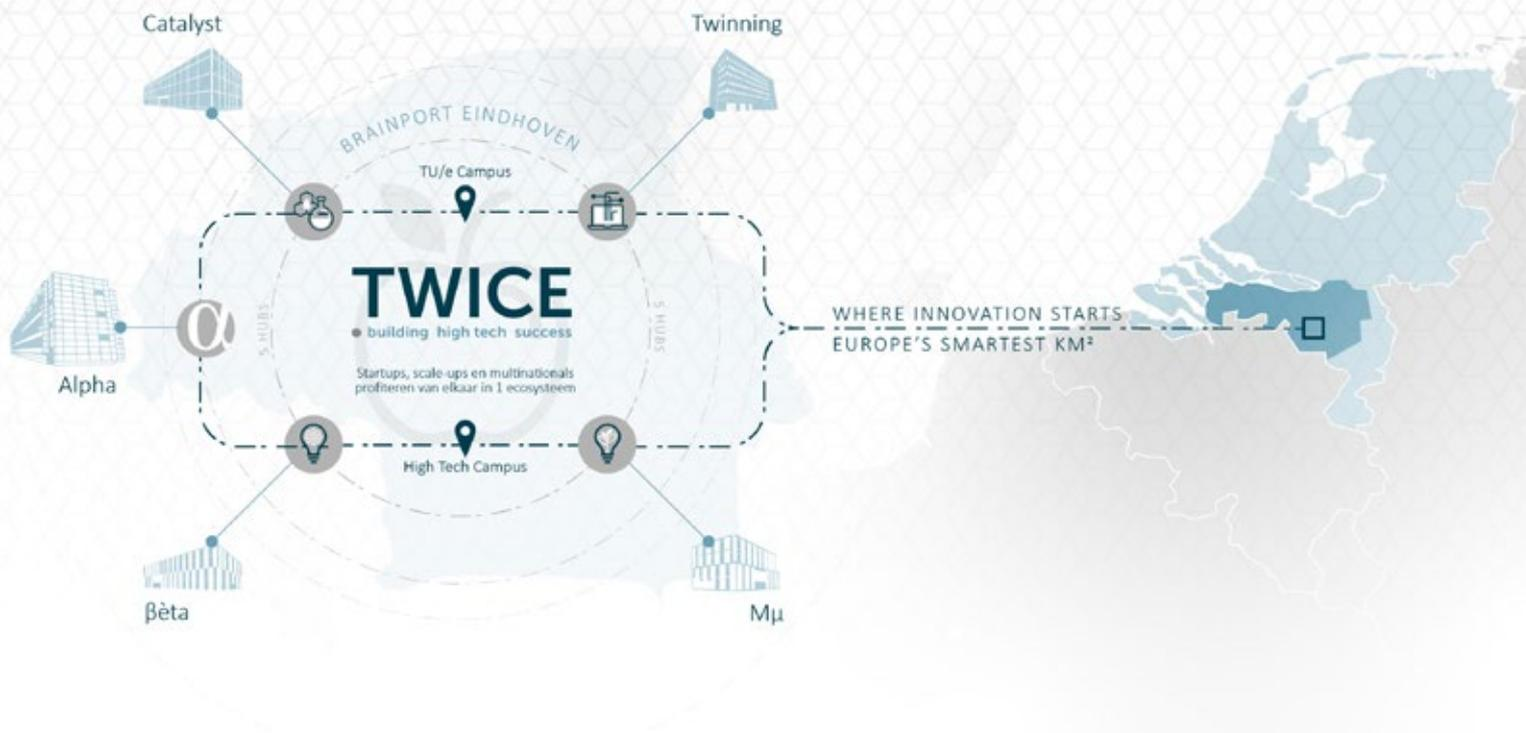 Catalyst
Twinning
BRAINPORT EINDHOVEN
TU/e Campus
TWICE
building high tech success
5 HUBS
5 HUBS
Startups, scale-ups en multinationals
profiteren van elkaar in 1 ecosysteem
α
Alpha
WHERE INNOVATION STARTS
EUROPE'S SMARTEST KM²
High Tech Campus
βèta
Mμ